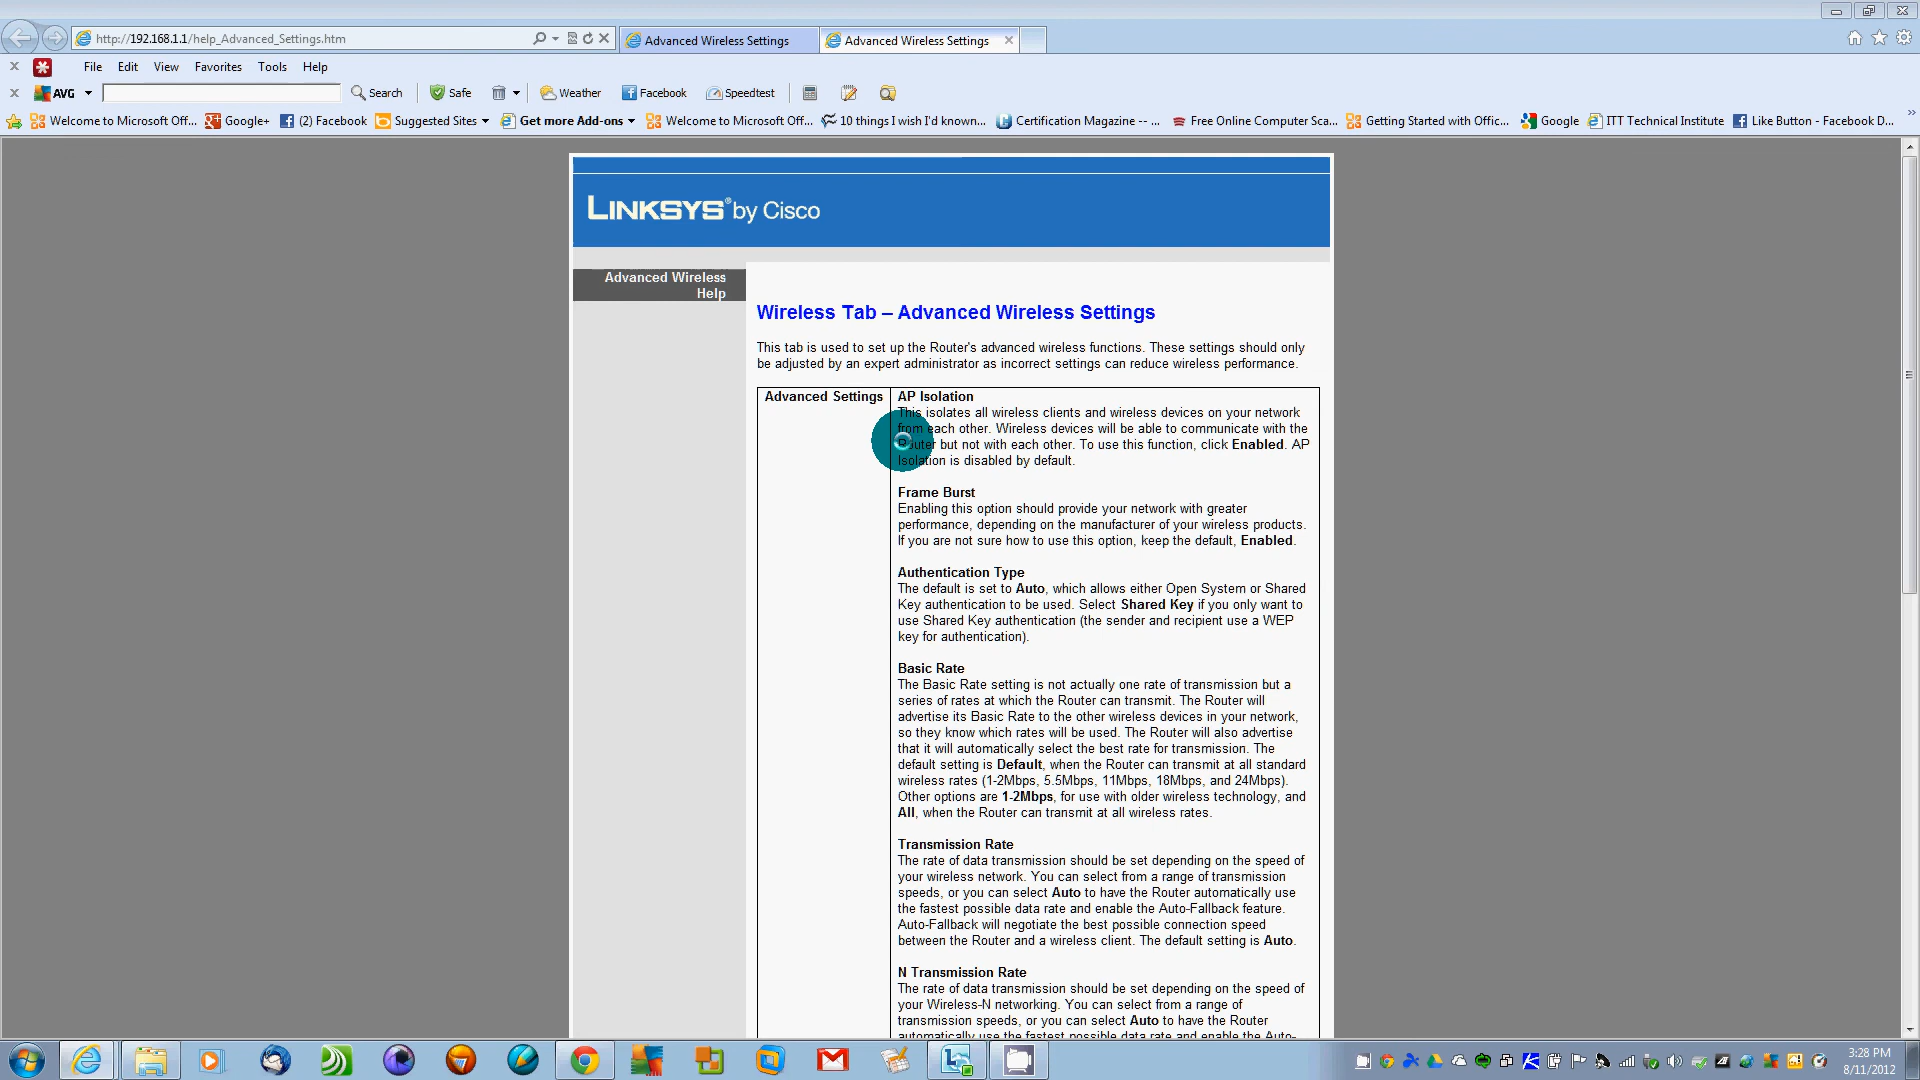 http://192.168.1.1/help_Advanced_Settings.htm
Advanced Wireless Settings
Advanced Wireless Settings
File Edit View Favorites Tools Help
AVG Search Safe Weather Facebook Speedtest
Welcome to Microsoft Off... Google+ (2) Facebook Suggested Sites Get more Add-ons Welcome to Microsoft Off... 10 things I wish I'd known... Certification Magazine -- ... Free Online Computer Sca... Getting Started with Offic... Google ITT Technical Institute Like Button - Facebook D...
LINKSYS® by Cisco
Advanced Wireless
Help
Wireless Tab – Advanced Wireless Settings
This tab is used to set up the Router's advanced wireless functions. These settings should only
be adjusted by an expert administrator as incorrect settings can reduce wireless performance.
Advanced Settings
AP Isolation
This isolates all wireless clients and wireless devices on your network
from each other. Wireless devices will be able to communicate with the
Router but not with each other. To use this function, click Enabled. AP
Isolation is disabled by default.
Frame Burst
Enabling this option should provide your network with greater
performance, depending on the manufacturer of your wireless products.
If you are not sure how to use this option, keep the default, Enabled.
Authentication Type
The default is set to Auto, which allows either Open System or Shared
Key authentication to be used. Select Shared Key if you only want to
use Shared Key authentication (the sender and recipient use a WEP
key for authentication).
Basic Rate
The Basic Rate setting is not actually one rate of transmission but a
series of rates at which the Router can transmit. The Router will
advertise its Basic Rate to the other wireless devices in your network,
so they know which rates will be used. The Router will also advertise
that it will automatically select the best rate for transmission. The
default setting is Default, when the Router can transmit at all standard
wireless rates (1-2Mbps, 5.5Mbps, 11Mbps, 18Mbps, and 24Mbps).
Other options are 1-2Mbps, for use with older wireless technology, and
All, when the Router can transmit at all wireless rates.
Transmission Rate
The rate of data transmission should be set depending on the speed of
your wireless network. You can select from a range of transmission
speeds, or you can select Auto to have the Router automatically use
the fastest possible data rate and enable the Auto-Fallback feature.
Auto-Fallback will negotiate the best possible connection speed
between the Router and a wireless client. The default setting is Auto.
N Transmission Rate
The rate of data transmission should be set depending on the speed of
your Wireless-N networking. You can select from a range of
transmission speeds, or you can select Auto to have the Router
automatically use the fastest possible data rate and enable the Auto-
3:28 PM
8/11/2012